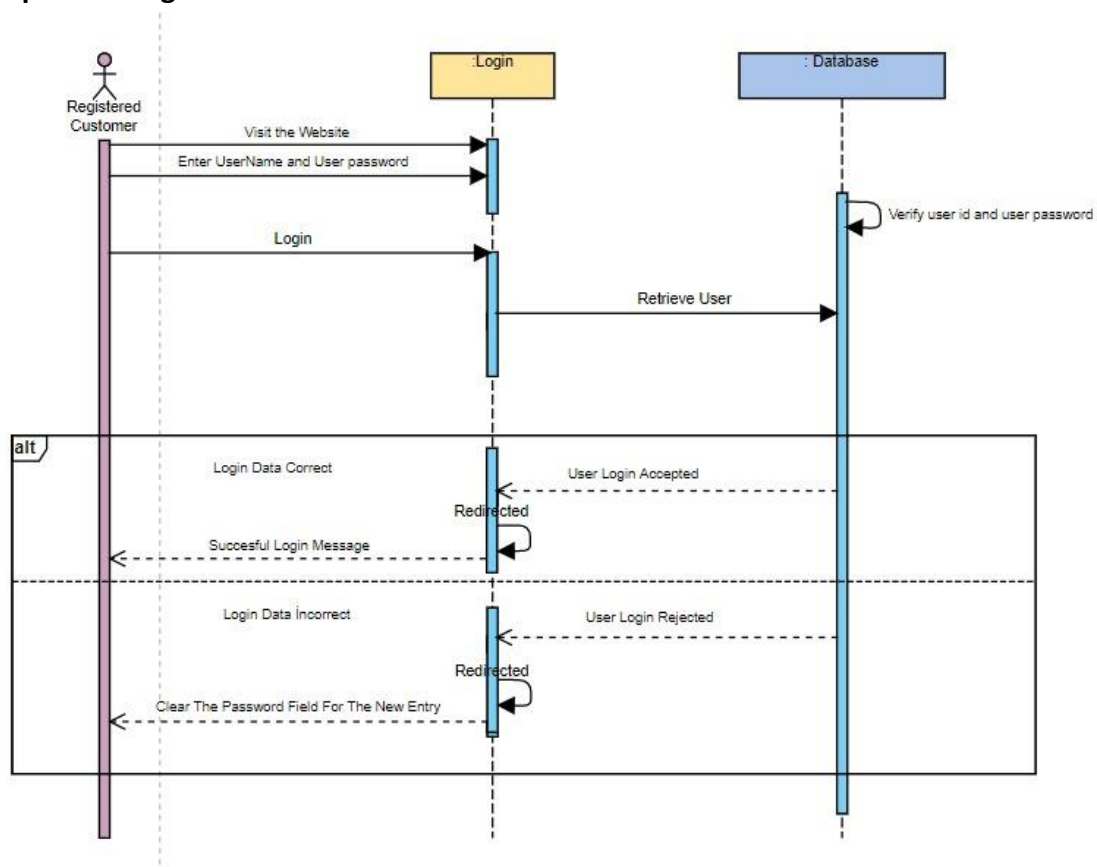 :Login
: Database
Registered
Customer
Visit the Website
Enter UserName and User password
Verify user id and user password
Login
Retrieve User
alt
Login Data Correct
User Login Accepted
Redirected
Succesful Login Message
Login Data İncorrect
User Login Rejected
Redirected
Clear The Password Field For The New Entry